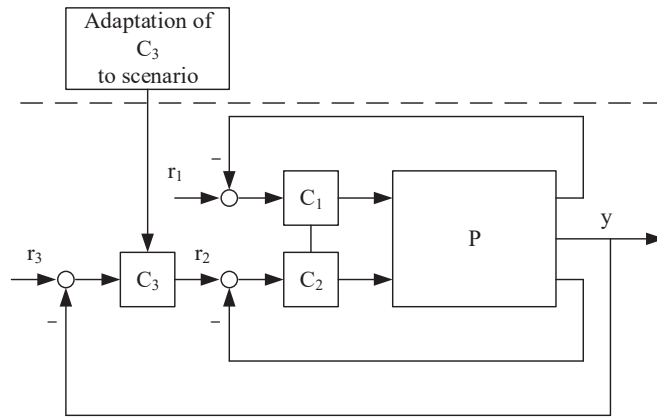 Adaptation of
C₃
to scenario
−
r₁
C₁
P
y
r₃
C₃
r₂
C₂
−
−